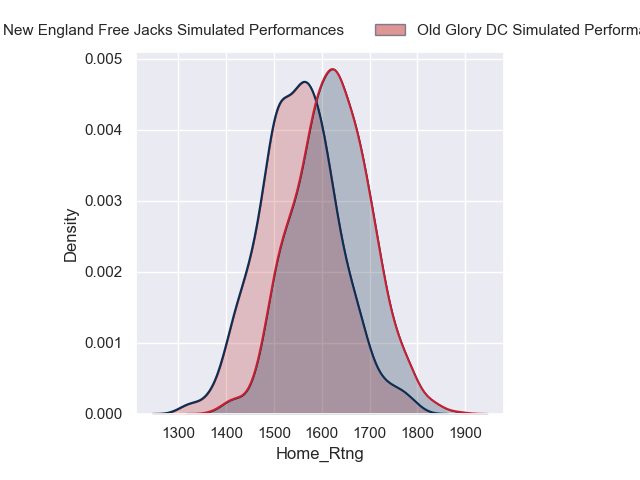 New England Free Jacks Simulated Performances
Old Glory DC Simulated Performa
0.005
0.004
0.003
0.002
0.001
0.000
Density
1300 1400 1500 1600 1700 1800 1900
Home_Rtng